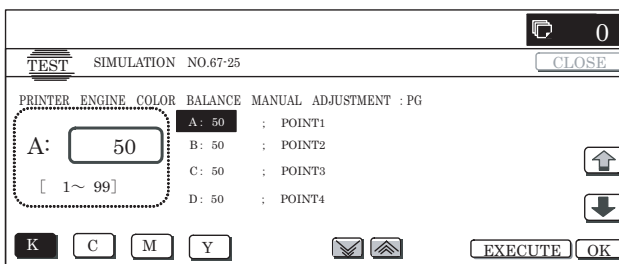 0
TEST SIMULATION NO.67-25 CLOSE
PRINTER ENGINE COLOR BALANCE MANUAL ADJUSTMENT : PG
A: 50
[ 1~ 99]
A: 50 ; POINT1
B: 50 ; POINT2
C: 50 ; POINT3
D: 50 ; POINT4
K C M Y EXECUTE OK